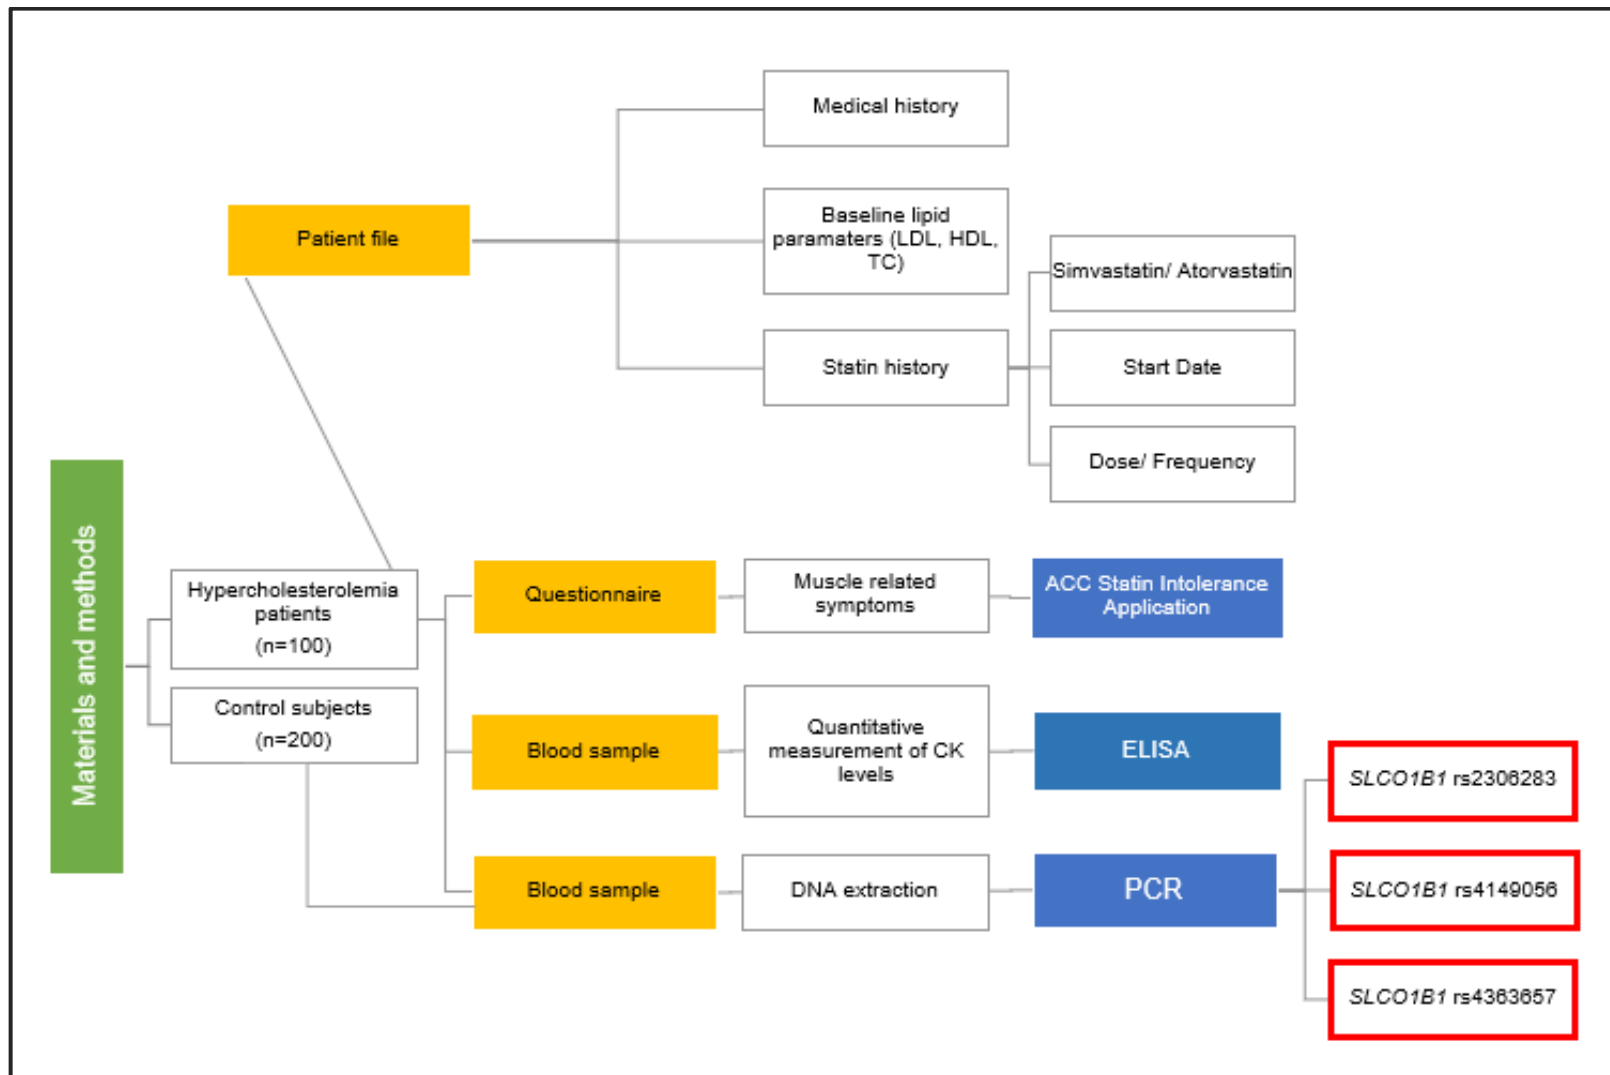 Materials and methods
Hypercholesterolemia
patients
(n=100)
Control subjects
(n=200)
Patient file
Medical history
Baseline lipid
paramaters (LDL, HDL,
TC)
Statin history
Simvastatin/ Atorvastatin
Start Date
Dose/ Frequency
Questionnaire
Muscle related
symptoms
ACC Statin Intolerance
Application
Blood sample
Quantitative
measurement of CK
levels
ELISA
Blood sample
DNA extraction
PCR
SLCO1B1 rs2306283
SLCO1B1 rs4149056
SLCO1B1 rs4363657